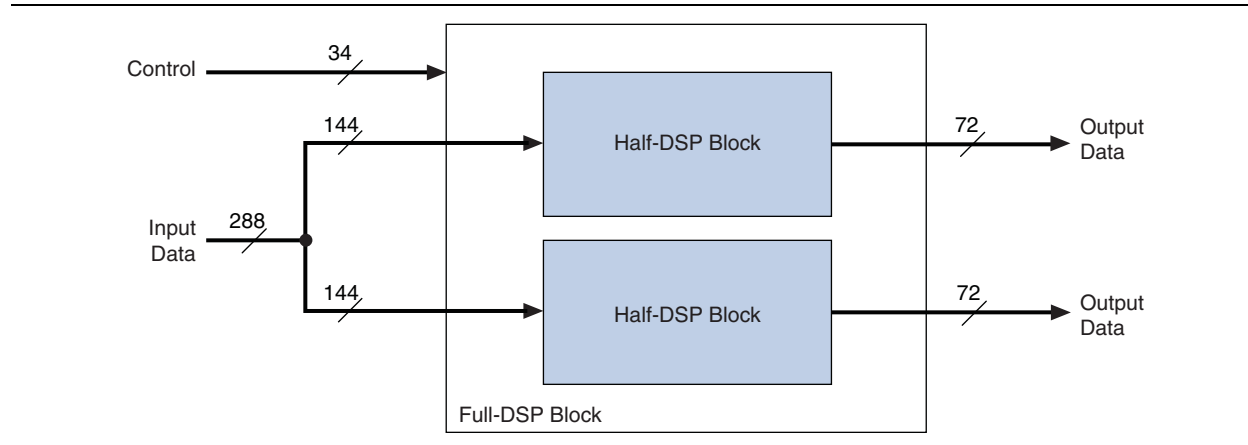 Control
34
144
Half-DSP Block
72
Output
Data
Input
Data
288
144
Half-DSP Block
72
Output
Data
Full-DSP Block